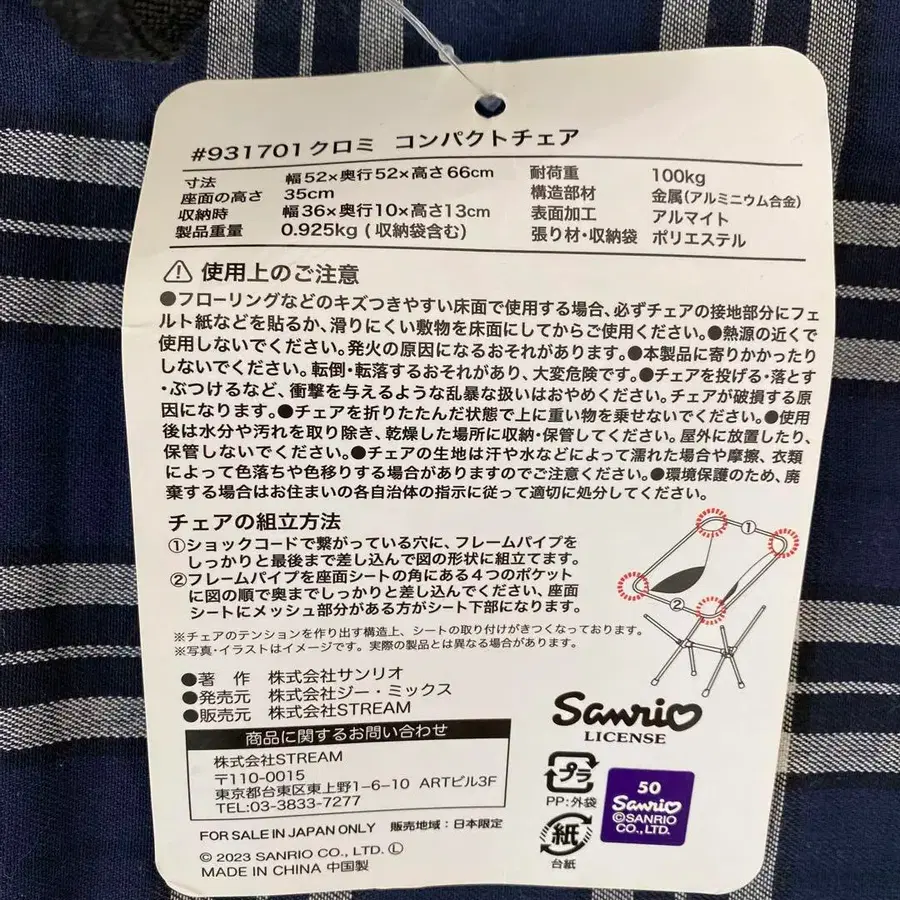 #931701クロミ コンパクトチェア
寸法 幅52×奥行52×高さ66cm 耐荷重 100kg
座面の高さ 35cm 構造部材 金属(アルミニウム合金)
収納時 幅36×奥行10×高さ13cm 表面加工 アルマイト
製品重量 0.925kg (収納袋含む) 張り材・収納袋 ポリエステル
使用上のご注意
●フローリングなどのキズつきやすい床面で使用する場合、必ずチェアの接地部分にフェ
ルト紙などを貼るか、滑りにくい敷物を床面にしてからご使用ください。●熱源の近くで
使用しないでください。発火の原因になるおそれがあります。●本製品に寄りかかったり
しないでください。転倒・転落するおそれがあり、大変危険です。●チェアを投げる・落とす
・ぶつけるなど、衝撃を与えるような乱暴な扱いはおやめください。チェアが破損する原
因になります。●チェアを折りたたんだ状態で上に重い物を乗せないでください。●使用
後は水分や汚れを取り除き、乾燥した場所に収納・保管してください。屋外に放置したり、
保管しないでください。●チェアの生地は汗や水などによって濡れた場合や摩擦、衣類
によって色落ちや色移りする場合がありますのでご注意ください。●環境保護のため、廃
棄する場合はお住まいの各自治体の指示に従って適切に処分してください。
チェアの組立方法
①ショックコードで繋がっている穴に、フレームパイプを
しっかりと最後まで差し込んで図の形状に組立てます。
②フレームパイプを座面シートの角にある4つのポケット
に図の順で奥までしっかりと差し込んでください、座面
シートにメッシュ部分がある方がシート下部になります。
※チェアのテンションを作り出す構造上、シートの取り付けがきつくなっております。
※写真・イラストはイメージです。実際の製品とは異なる場合があります。
①
②
●著 作 株式会社サンリオ
●発売元 株式会社ジー・ミックス
●販売元 株式会社STREAM
商品に関するお問い合わせ
株式会社STREAM
〒110-0015
東京都台東区東上野1-6-10 ARTビル3F
TEL:03-3833-7277
FOR SALE IN JAPAN ONLY 販売地域:日本限定
© 2023 SANRIO CO., LTD. Ⓛ
MADE IN CHINA 中国製
Sanrio
LICENSE
プラ
PP:外袋
紙
台紙
50
Sanrio
©SANRIO
CO., LTD.